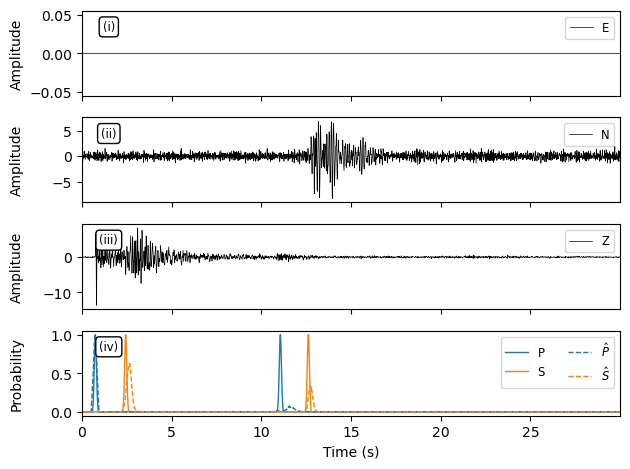 (i)
E
Amplitude
0.05
0.00
−0.05
(ii)
N
Amplitude
5
0
−5
(iii)
Z
Amplitude
0
−10
(iv)
P
S
P̂
Ŝ
Probability
1.0
0.5
0.0
0 5 10 15 20 25
Time (s)